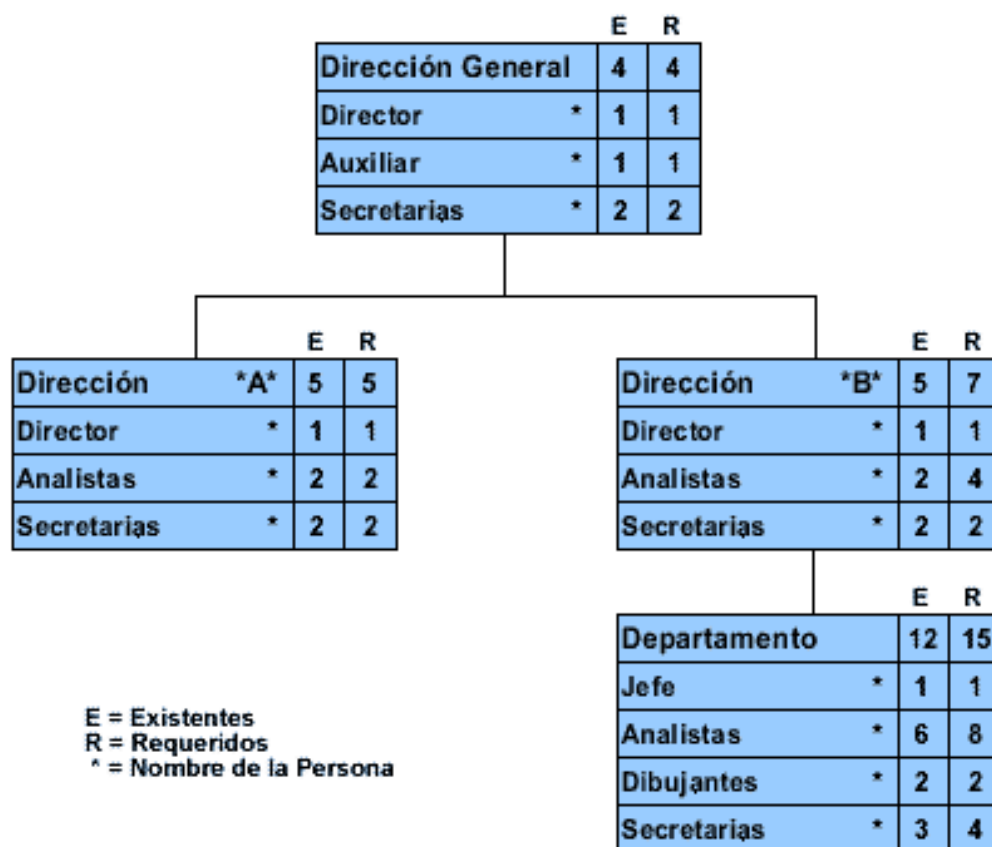 E R
Dirección General 4 4
Director * 1 1
Auxiliar * 1 1
Secretarias * 2 2
E R
Dirección *A* 5 5
Director * 1 1
Analistas * 2 2
Secretarias * 2 2
E R
Dirección *B* 5 7
Director * 1 1
Analistas * 2 4
Secretarias * 2 2
E R
Departamento 12 15
Jefe * 1 1
Analistas * 6 8
Dibujantes * 2 2
Secretarias * 3 4
E = Existentes
R = Requeridos
* = Nombre de la Persona